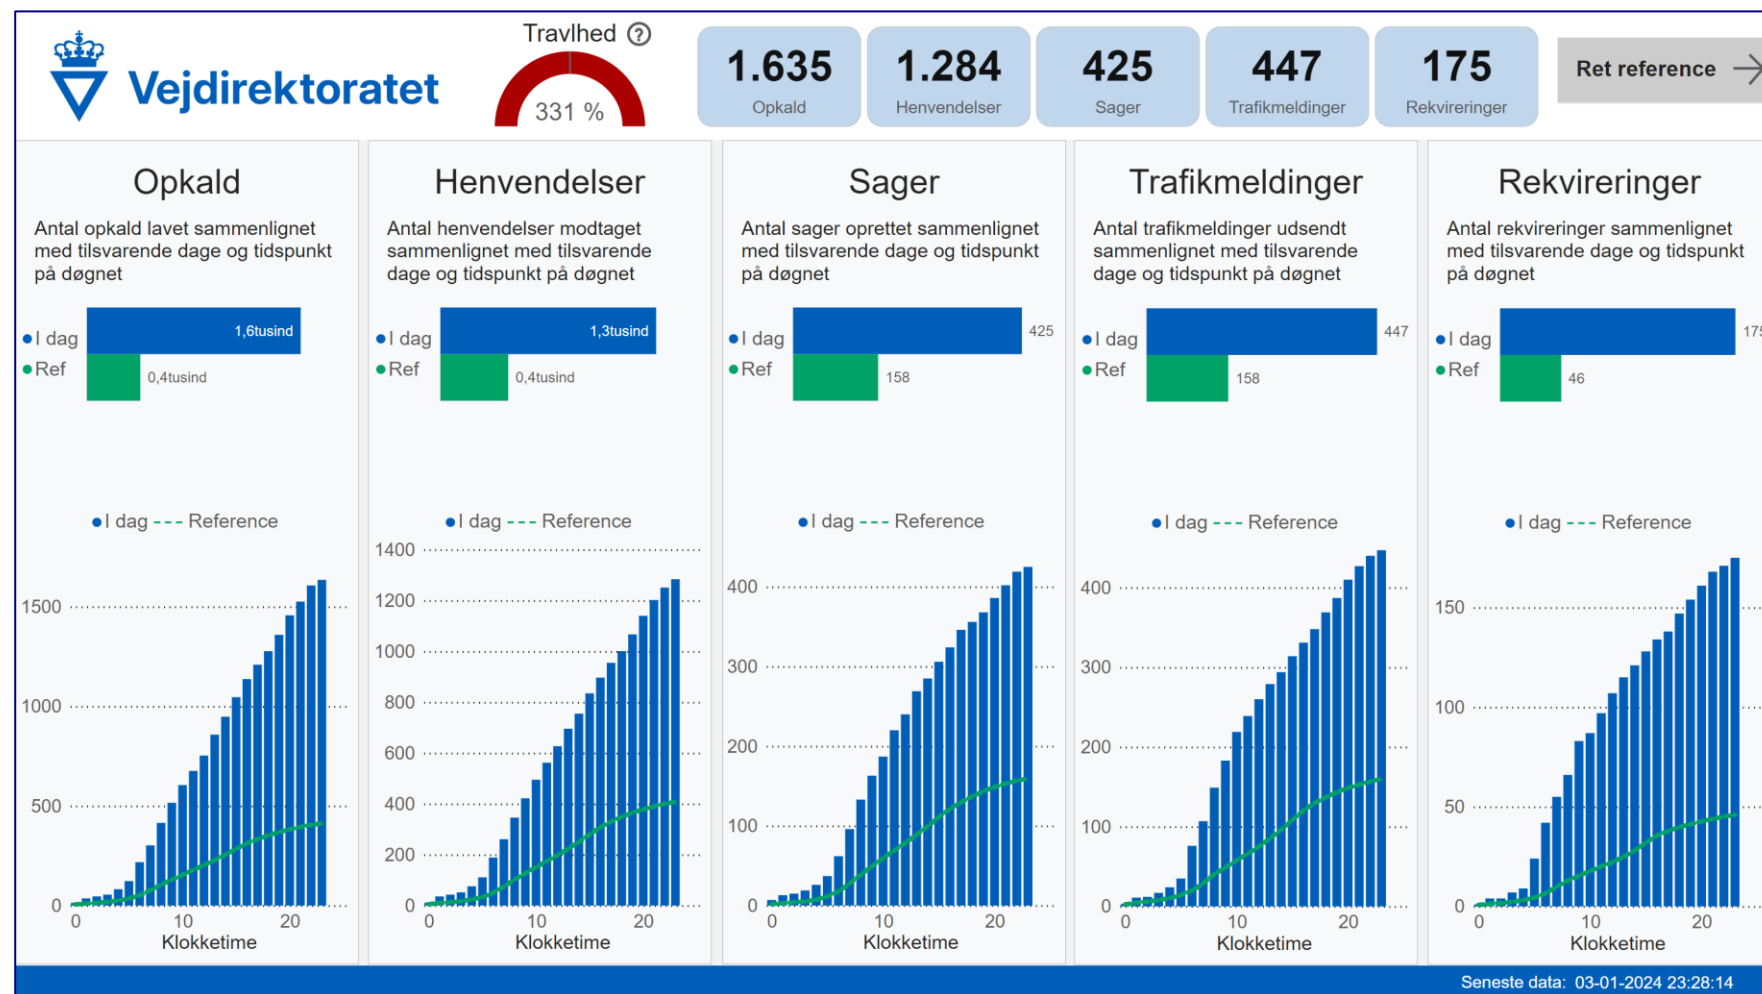 Vejdirektoratet
Travlhed ?
331 %
1.635
Opkald
1.284
Henvendelser
425
Sager
447
Trafikmeldinger
175
Rekvireringer
Ret reference
Opkald
Antal opkald lavet sammenlignet
med tilsvarende dage og tidspunkt
på døgnet
I dag
1,6tusind
Ref
0,4tusind
I dag Reference
1500
1000
500
0
0 10 20
Klokketime
Henvendelser
Antal henvendelser modtaget
sammenlignet med tilsvarende
dage og tidspunkt på døgnet
I dag
1,3tusind
Ref
0,4tusind
I dag Reference
1400
1200
1000
800
600
400
200
0
0 10 20
Klokketime
Sager
Antal sager oprettet sammenlignet
med tilsvarende dage og tidspunkt
på døgnet
I dag
425
Ref
158
I dag Reference
400
300
200
100
0
0 10 20
Klokketime
Trafikmeldinger
Antal trafikmeldinger udsendt
sammenlignet med tilsvarende
dage og tidspunkt på døgnet
I dag
447
Ref
158
I dag Reference
400
300
200
100
0
0 10 20
Klokketime
Rekvireringer
Antal rekvireringer sammenlignet
med tilsvarende dage og tidspunkt
på døgnet
I dag
175
Ref
46
I dag Reference
150
100
50
0
0 10 20
Klokketime
Seneste data: 03-01-2024 23:28:14